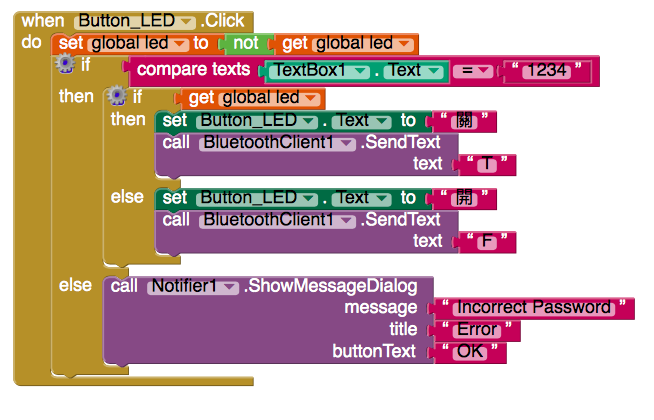 when Button_LED .Click
do set global led to not get global led
if compare texts TextBox1 . Text = " 1234 "
then if get global led
then set Button_LED . Text to " 關 "
call BluetoothClient1 .SendText
text " T "
else set Button_LED . Text to " 開 "
call BluetoothClient1 .SendText
text " F "
else call Notifier1 .ShowMessageDialog
message " Incorrect Password "
title " Error "
buttonText " OK "